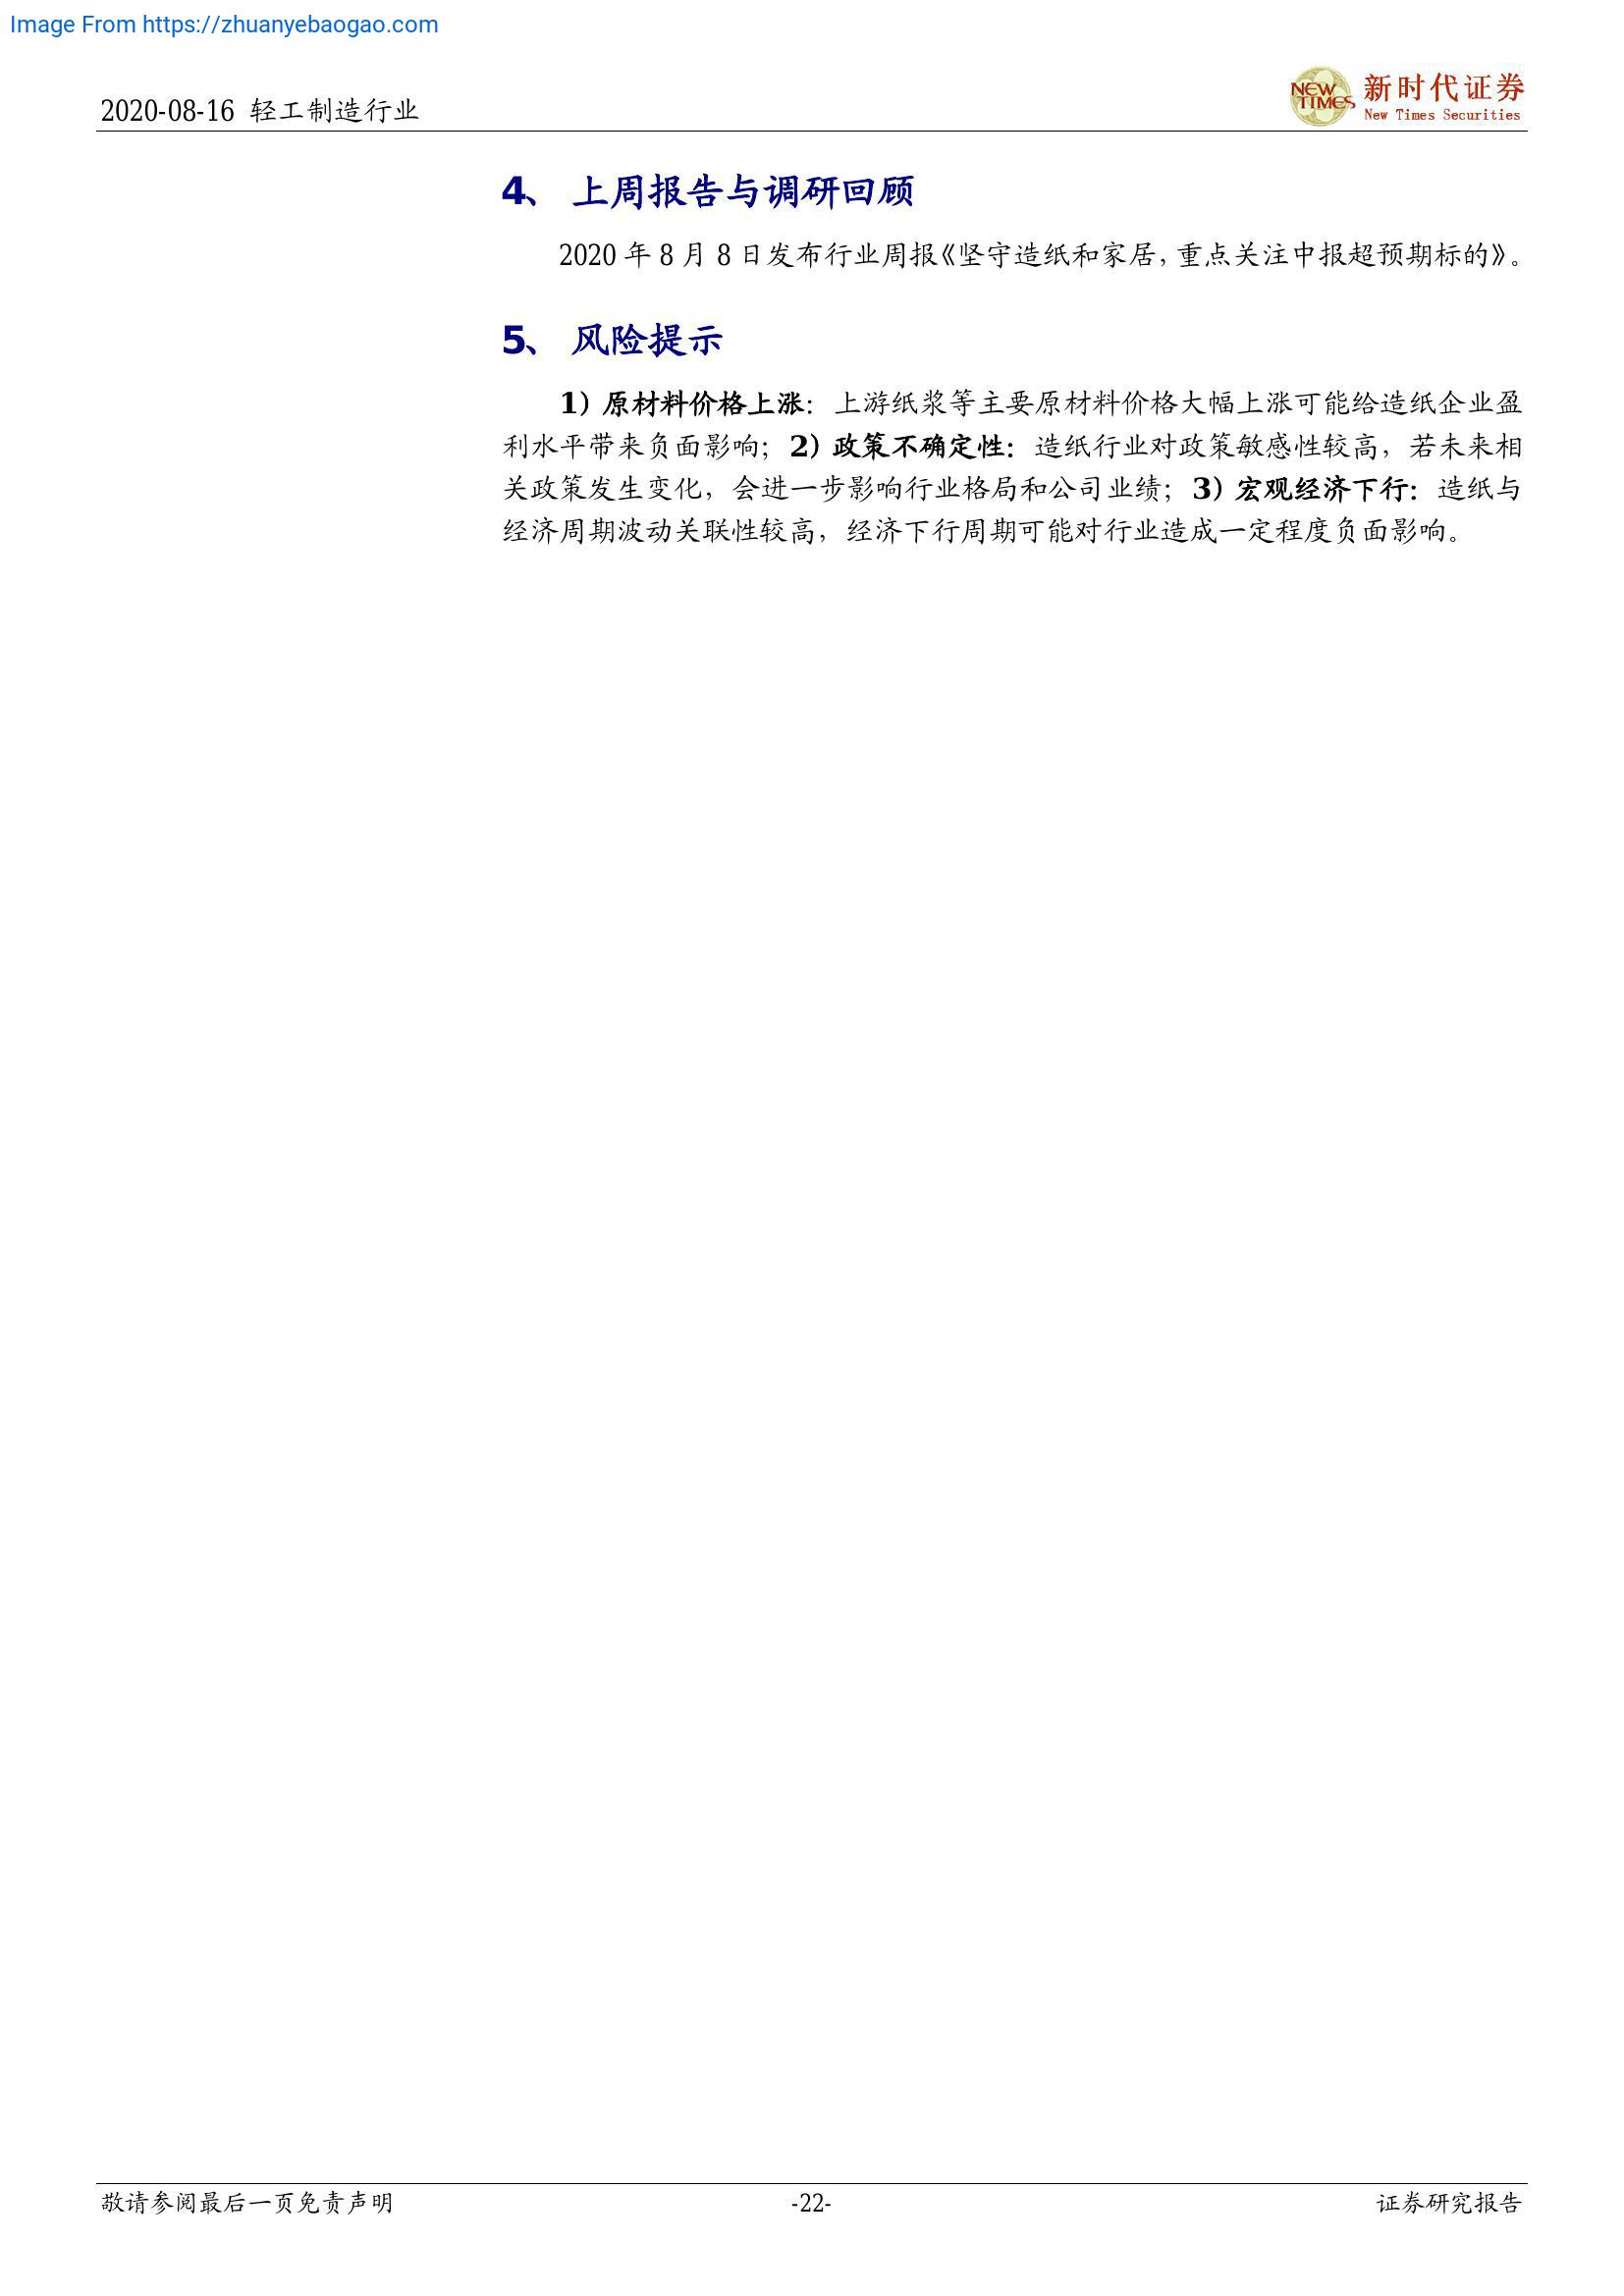 Image From https://zhuanyebaogao.com
2020-08-16 轻工制造行业
NEW TIMES
新时代证券
New Times Securities
4、 上周报告与调研回顾
2020 年 8 月 8 日发布行业周报《坚守造纸和家居,重点关注中报超预期标的》。
5、 风险提示
1)原材料价格上涨：上游纸浆等主要原材料价格大幅上涨可能给造纸企业盈
利水平带来负面影响；2)政策不确定性：造纸行业对政策敏感性较高，若未来相
关政策发生变化，会进一步影响行业格局和公司业绩；3)宏观经济下行：造纸与
经济周期波动关联性较高，经济下行周期可能对行业造成一定程度负面影响。
敬请参阅最后一页免责声明
-22-
证券研究报告